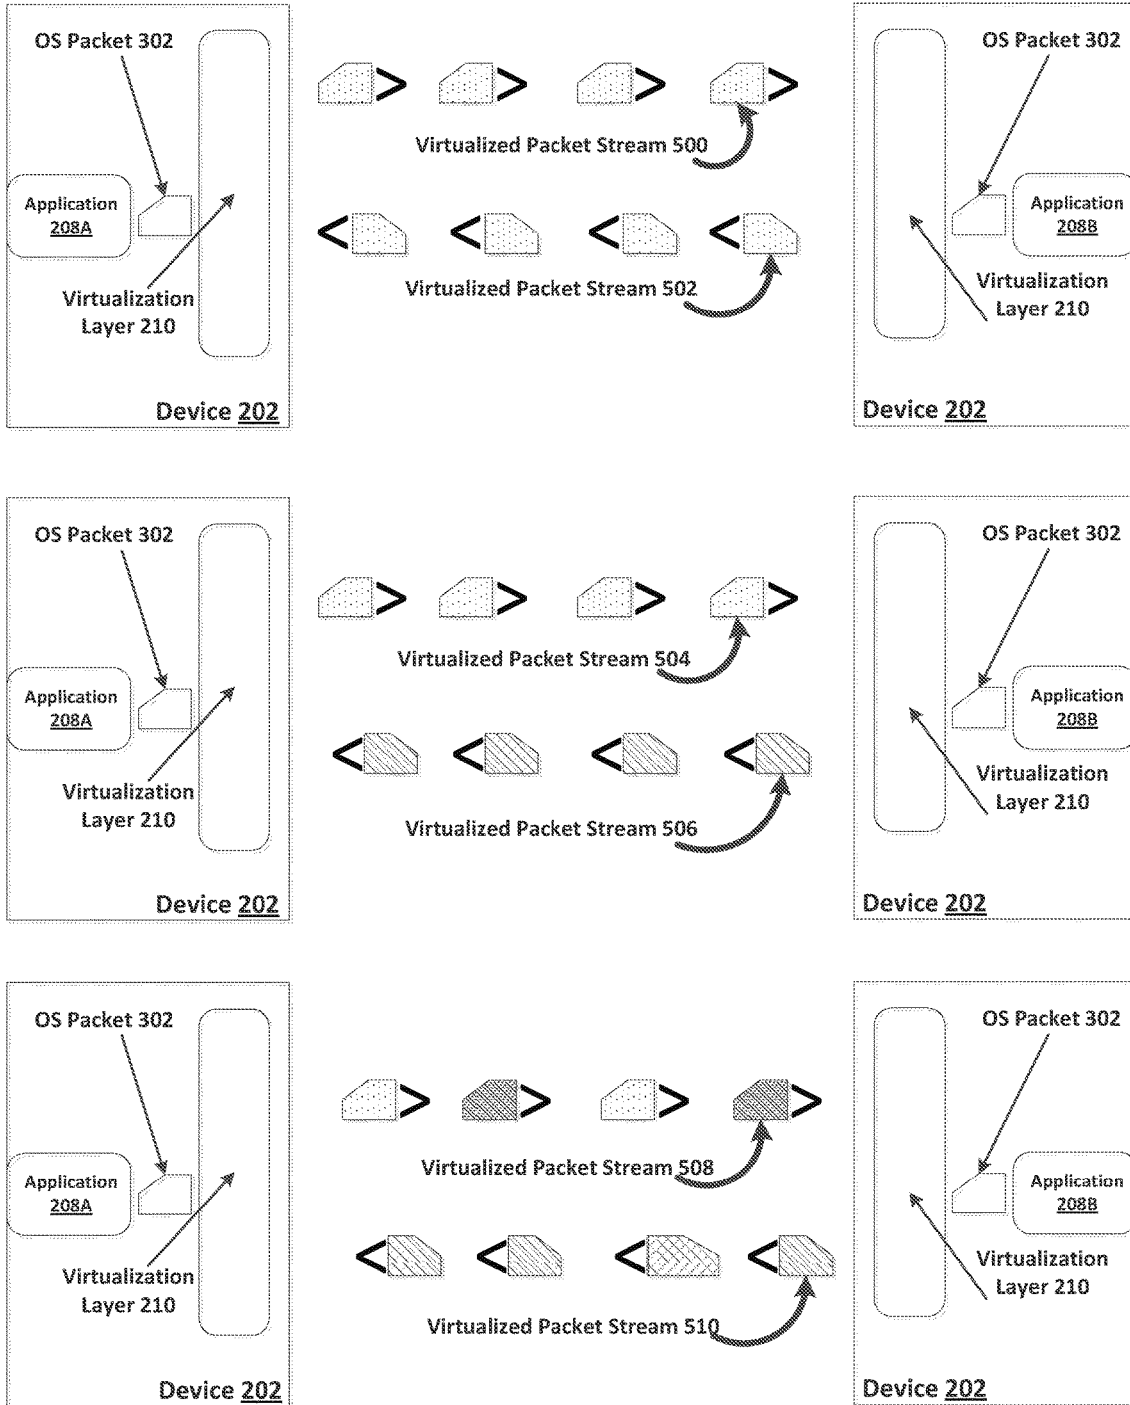 OS Packet 302
Application
208A
Virtualization
Layer 210
Device 202
Virtualized Packet Stream 500
Virtualized Packet Stream 502
OS Packet 302
Application
208B
Virtualization
Layer 210
Device 202
OS Packet 302
Application
208A
Virtualization
Layer 210
Device 202
Virtualized Packet Stream 504
Virtualized Packet Stream 506
OS Packet 302
Application
208B
Virtualization
Layer 210
Device 202
OS Packet 302
Application
208A
Virtualization
Layer 210
Device 202
Virtualized Packet Stream 508
Virtualized Packet Stream 510
OS Packet 302
Application
208B
Virtualization
Layer 210
Device 202